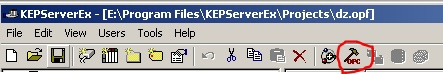 KEPServerEx - [E:\Program Files\KEPServerEx\Projects\dz.opf]
File Edit View Users Tools Help
OPC